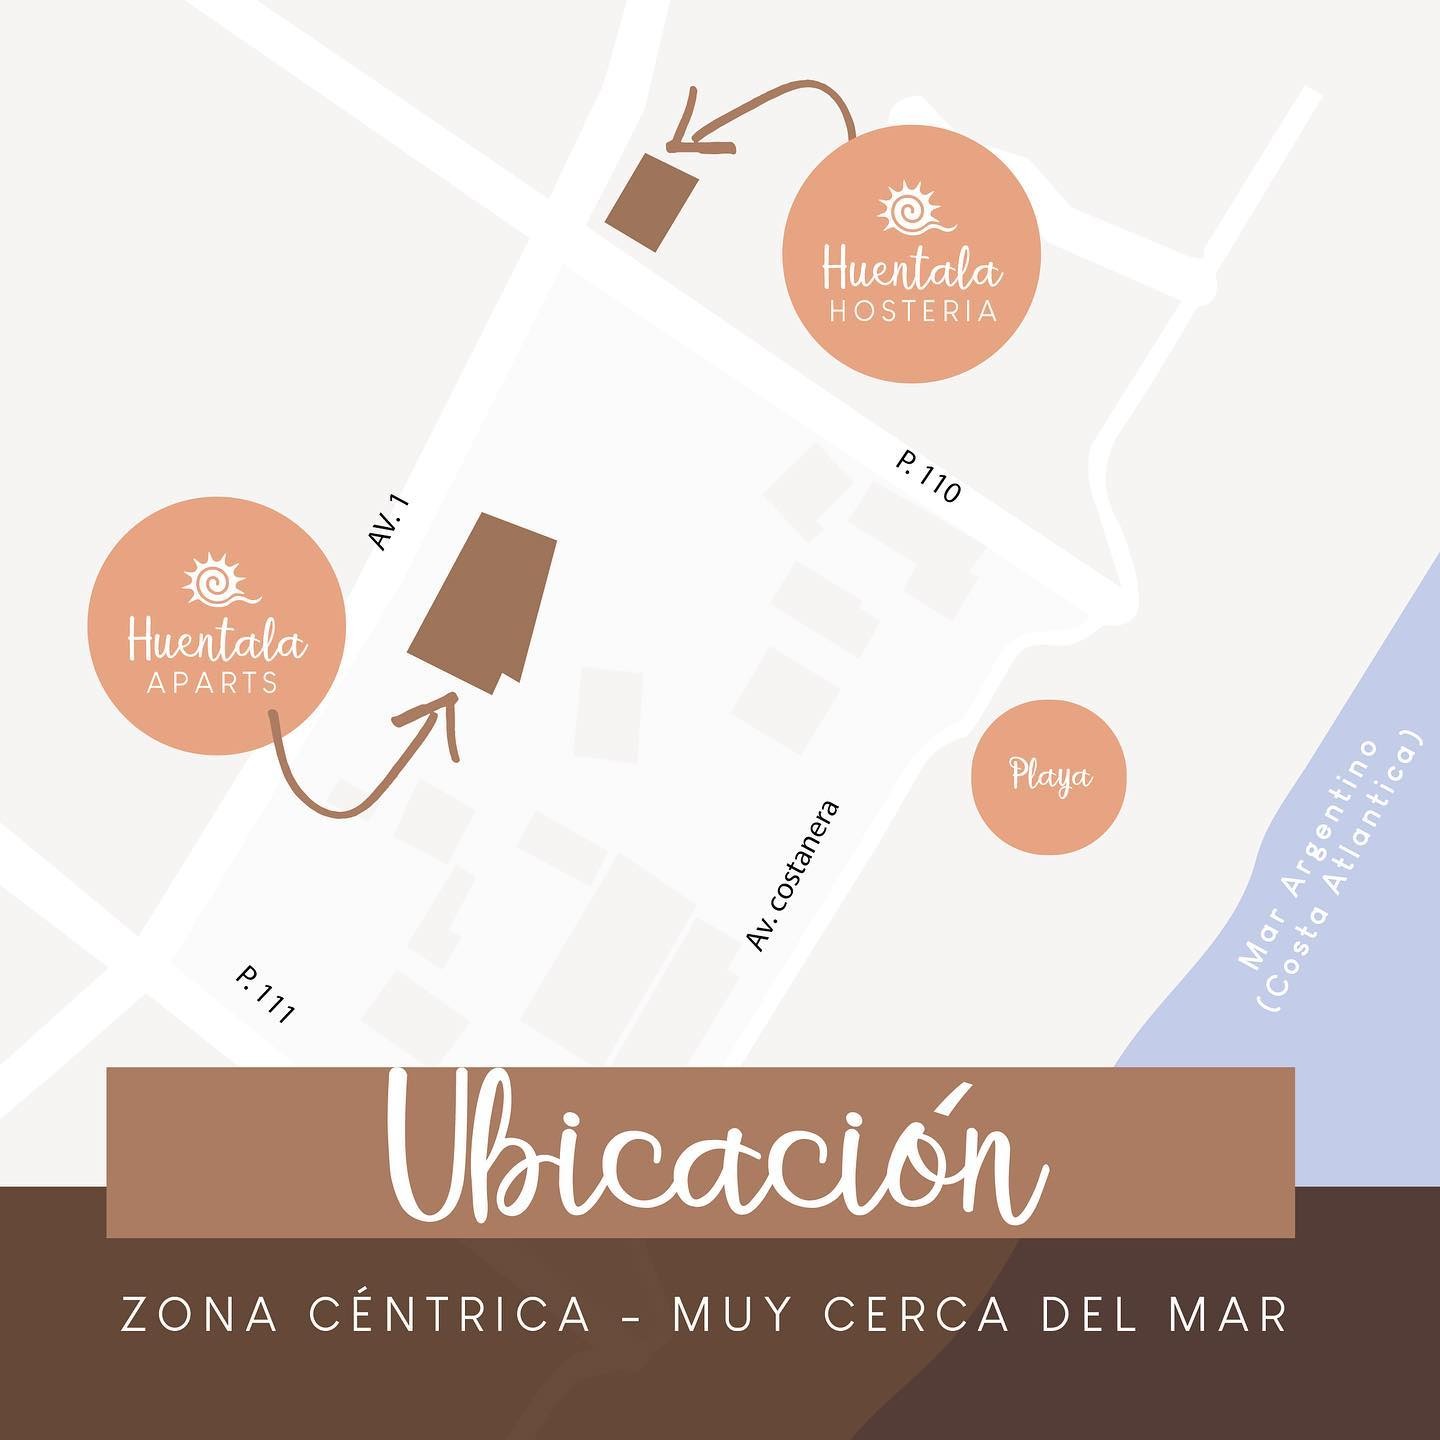 Huentala
HOSTERIA
P. 110
AV. 1
Huentala
APARTS
Playa
Mar Argentino
(Costa Atlantica)
Av. costanera
P. 111
Ubicación
ZONA CÉNTRICA - MUY CERCA DEL MAR